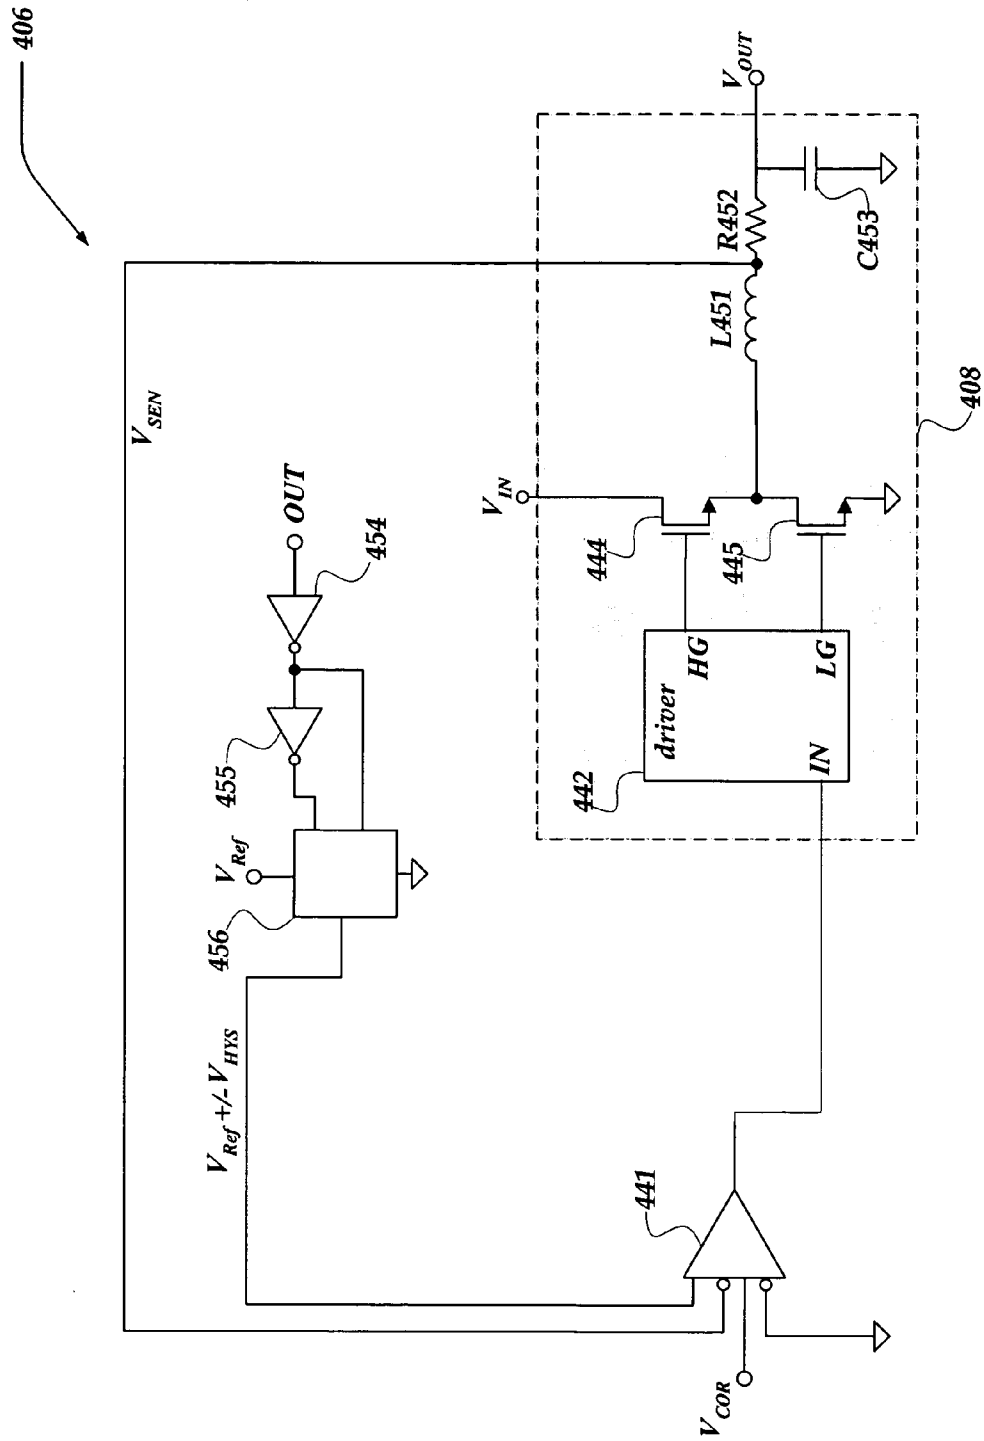 406
V_SEN
V_Ref +/- V_HYS
V_Ref
456
455
454
OUT
V_COR
441
442
driver
IN
HG
LG
444
445
V_IN
L451
R452
C453
V_OUT
408